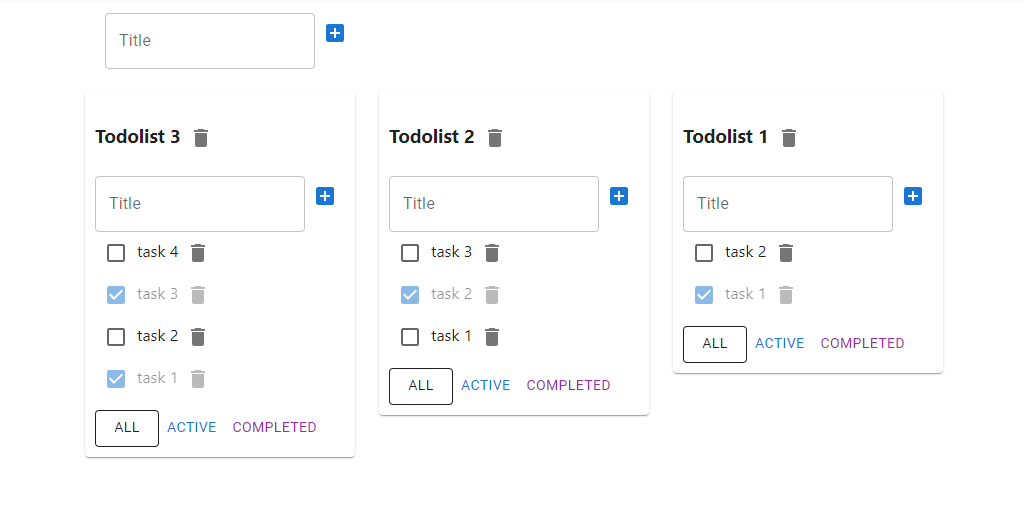 Title
Todolist 3
Title
task 4
task 3
task 2
task 1
ALL ACTIVE COMPLETED
Todolist 2
Title
task 3
task 2
task 1
ALL ACTIVE COMPLETED
Todolist 1
Title
task 2
task 1
ALL ACTIVE COMPLETED